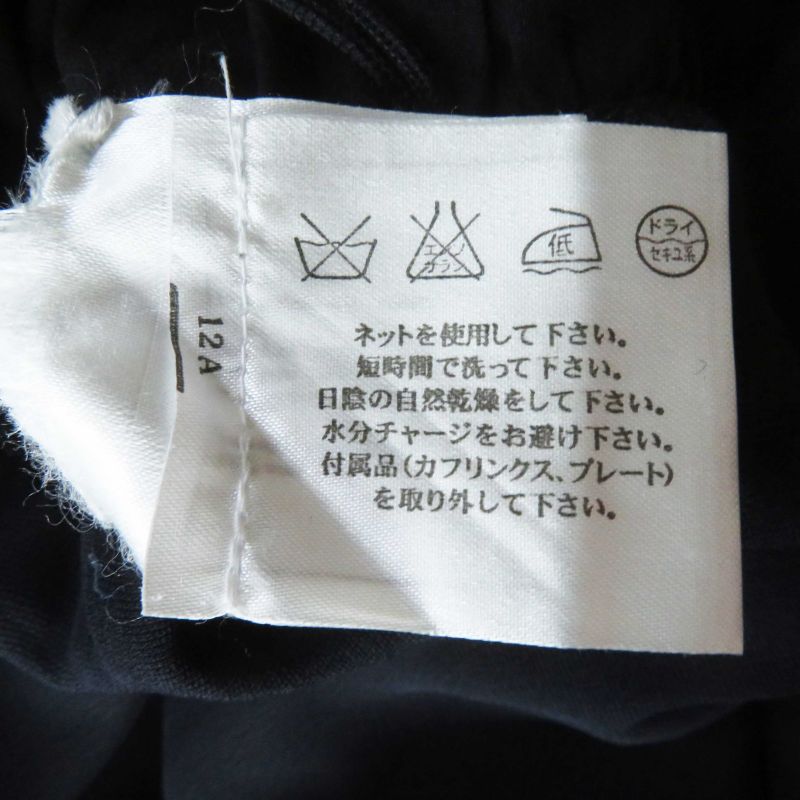 エンソ
サラシ
低
ドライ
セキユ系
ネットを使用して下さい。
短時間で洗って下さい。
日陰の自然乾燥をして下さい。
水分チャージをお避け下さい。
付属品(カフリンクス、プレート)
を取り外して下さい。
12A